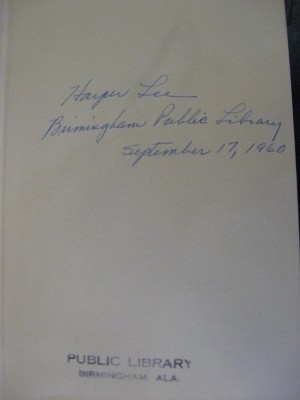 Harper Lee
Birmingham Public Library
September 17, 1960
PUBLIC LIBRARY
BIRMINGHAM, ALA.